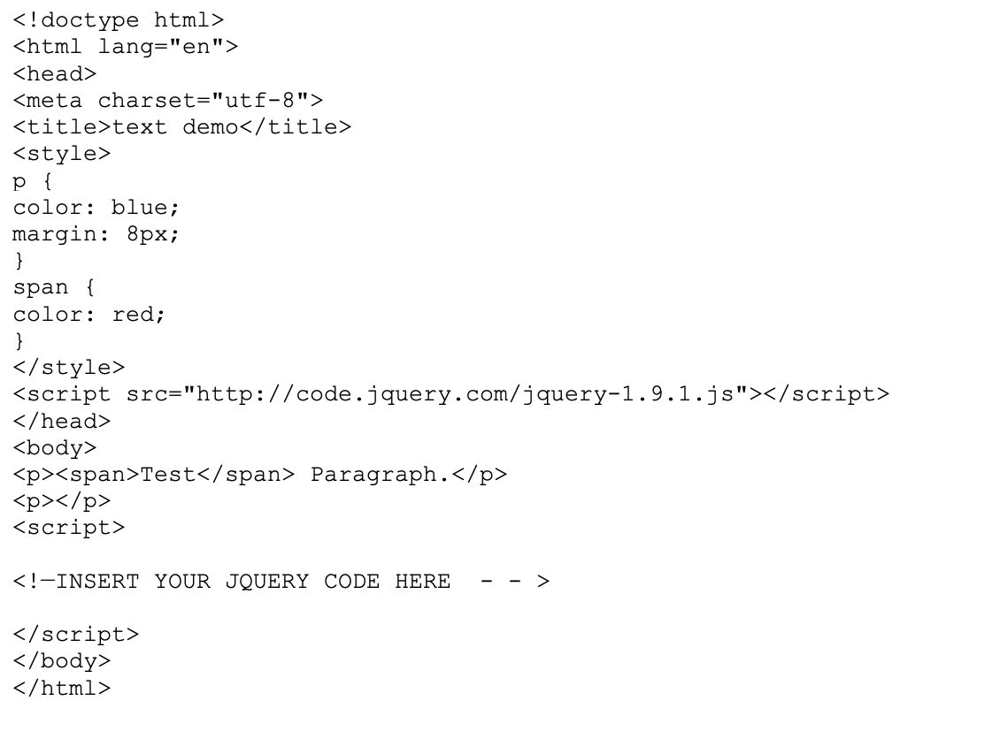 <!doctype html>
<html lang="en">
<head>
<meta charset="utf-8">
<title>text demo</title>
<style>
p {
color: blue;
margin: 8px;
}
span {
color: red;
}
</style>
<script src="http://code.jquery.com/jquery-1.9.1.js"></script>
</head>
<body>
<p><span>Test</span> Paragraph.</p>
<p></p>
<script>
<!—INSERT YOUR JQUERY CODE HERE  - - >
</script>
</body>
</html>